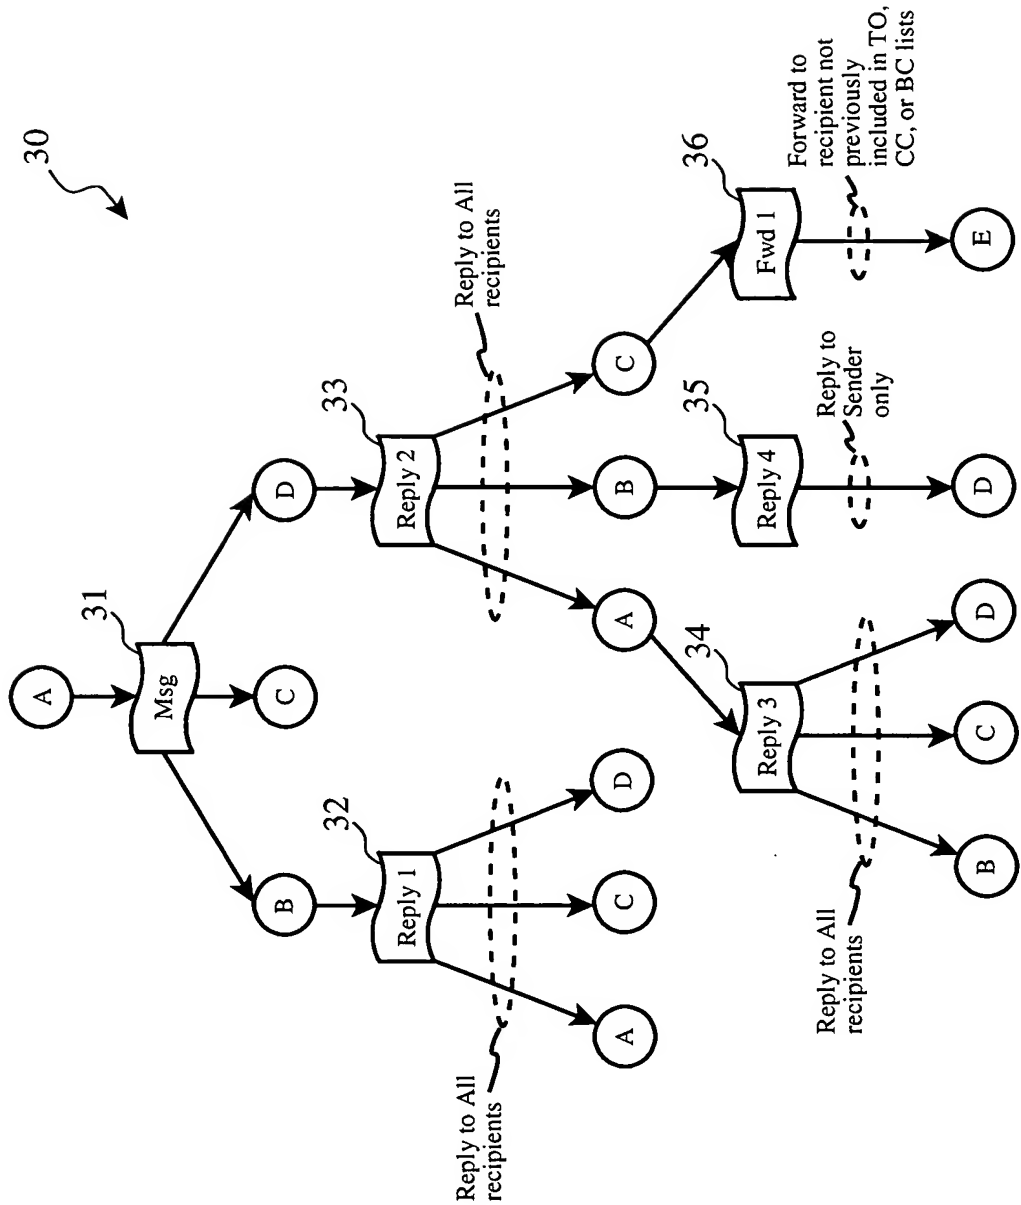 30
A
31
Msg
B
C
D
32
Reply 1
33
Reply 2
Reply to All
recipients
Reply to All
recipients
A
C
D
A
B
C
34
Reply 3
35
Reply 4
36
Fwd 1
Reply to All
recipients
Reply to
Sender
only
Forward to
recipient not
previously
included in TO,
CC, or BC lists
B
C
D
D
E